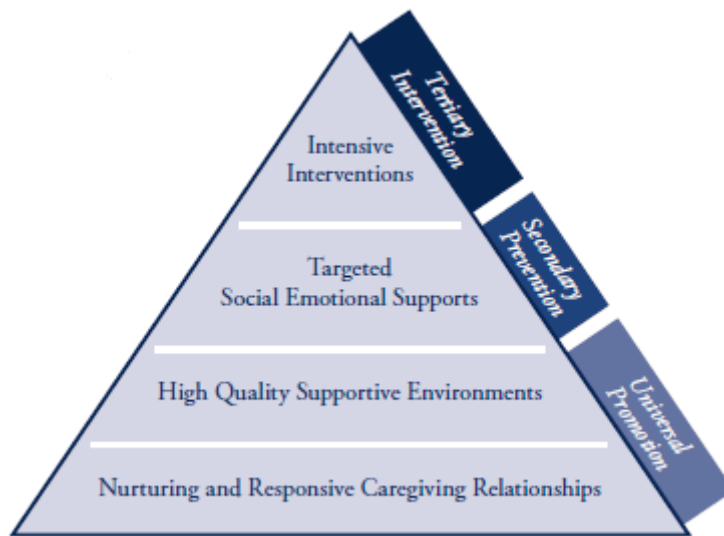 Tertiary
Intervention
Intensive
Interventions
Secondary
Prevention
Targeted
Social Emotional Supports
Universal
Promotion
High Quality Supportive Environments
Nurturing and Responsive Caregiving Relationships